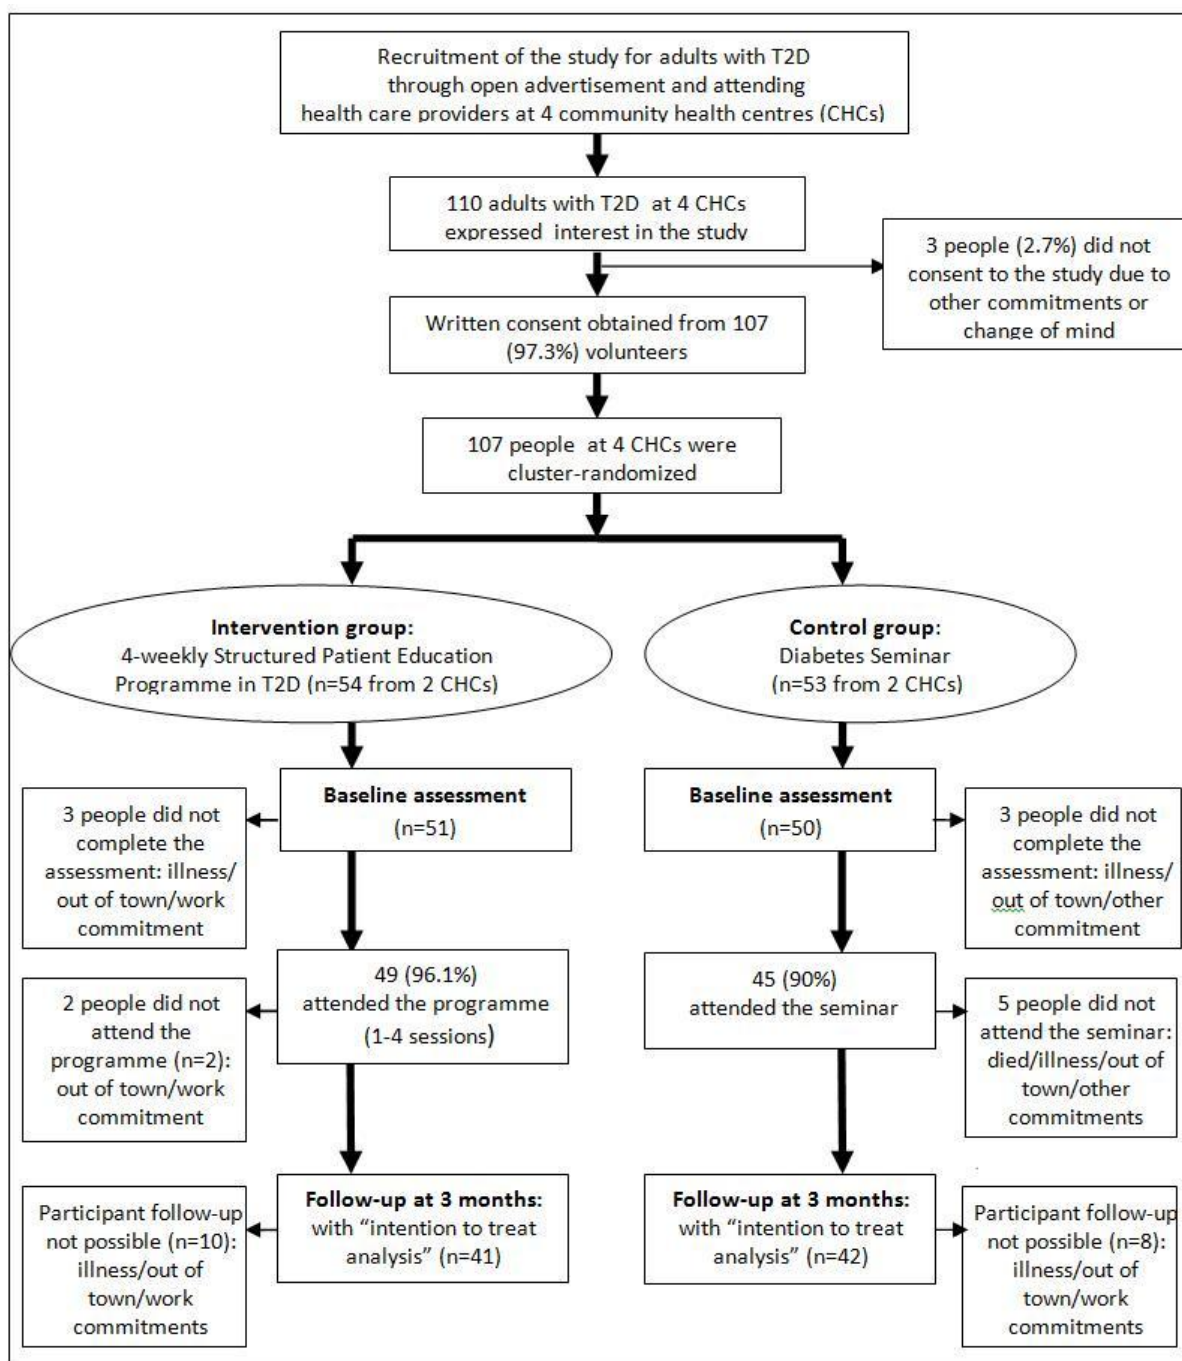 Recruitment of the study for adults with T2D
through open advertisement and attending
health care providers at 4 community health centres (CHCs)
110 adults with T2D at 4 CHCs
expressed interest in the study
3 people (2.7%) did not
consent to the study due to
other commitments or
change of mind
Written consent obtained from 107
(97.3%) volunteers
107 people at 4 CHCs were
cluster-randomized
Intervention group:
4-weekly Structured Patient Education
Programme in T2D (n=54 from 2 CHCs)
Control group:
Diabetes Seminar
(n=53 from 2 CHCs)
Baseline assessment
(n=51)
3 people did not
complete the
assessment: illness/
out of town/work
commitment
Baseline assessment
(n=50)
3 people did not
complete the
assessment: illness/
out of town/other
commitment
49 (96.1%)
attended the programme
(1-4 sessions)
2 people did not
attend the
programme (n=2):
out of town/work
commitment
45 (90%)
attended the seminar
5 people did not
attend the seminar:
died/illness/out of
town/other
commitments
Follow-up at 3 months:
with “intention to treat
analysis” (n=41)
Participant follow-up
not possible (n=10):
illness/out of
town/work
commitments
Follow-up at 3 months:
with “intention to treat
analysis” (n=42)
Participant follow-up
not possible (n=8):
illness/out of
town/work
commitments